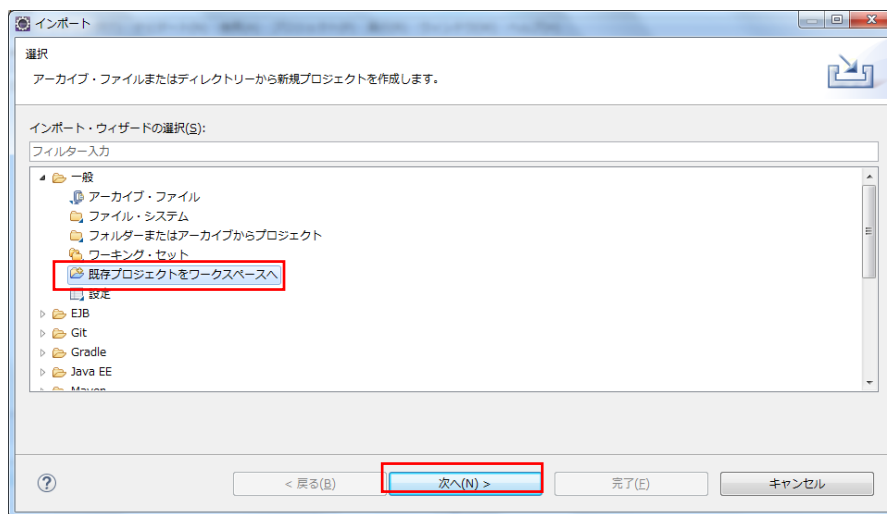 インポート
選択
アーカイブ・ファイルまたはディレクトリーから新規プロジェクトを作成します。
インポート・ウィザードの選択(S):
フィルター入力
一般
アーカイブ・ファイル
ファイル・システム
フォルダーまたはアーカイブからプロジェクト
ワーキング・セット
既存プロジェクトをワークスペースへ
設定
EJB
Git
Gradle
Java EE
Maven
< 戻る(B)
次へ(N) >
完了(F)
キャンセル